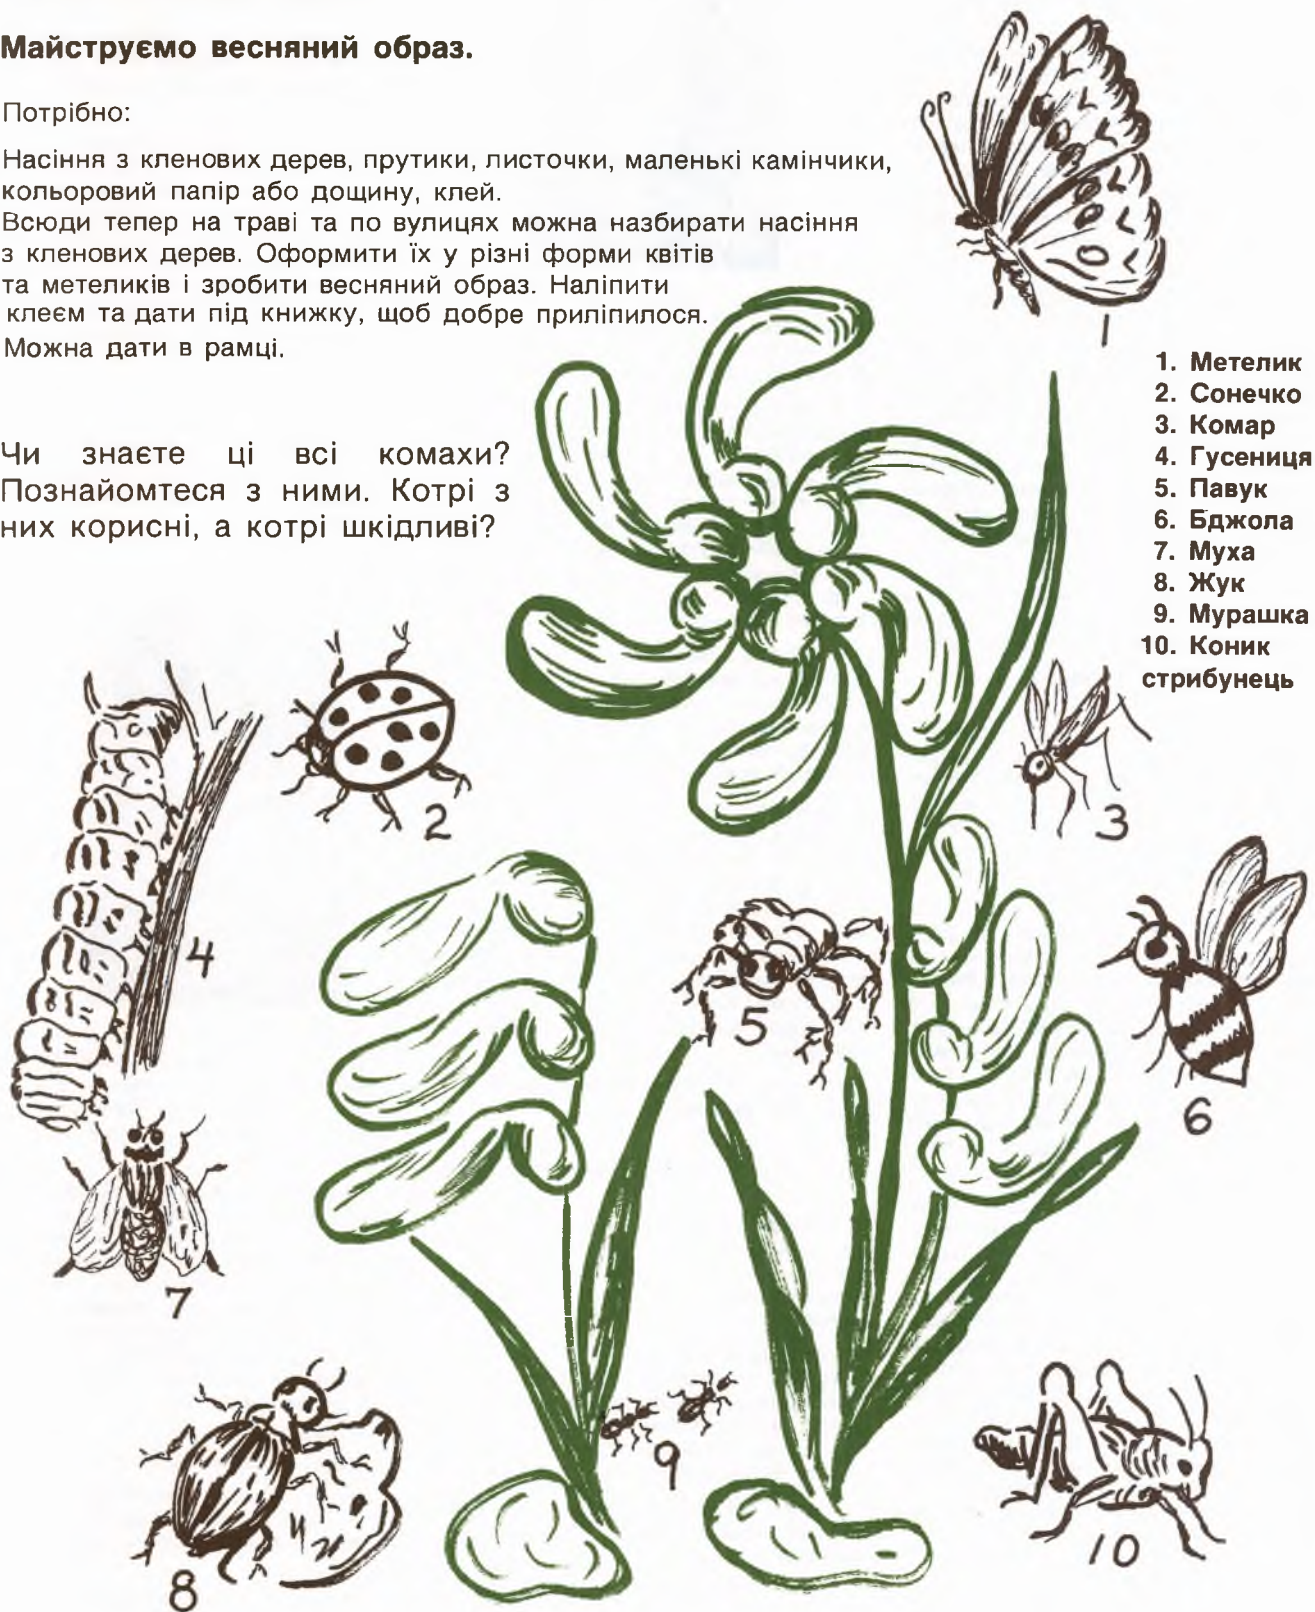 Майструємо весняний образ.
Потрібно:
Насіння з кленових дерев, прутики, листочки, маленькі камінчики,
кольоровий папір або дощину, клей.
Всюди тепер на траві та по вулицях можна назбирати насіння
з кленових дерев. Оформити їх у різні форми квітів
та метеликів і зробити весняний образ. Наліпити
клеєм та дати під книжку, щоб добре приліпилося.
Можна дати в рамці.
Чи знаєте ці всі комахи?
Познайомтеся з ними. Котрі з
них корисні, а котрі шкідливі?
1. Метелик
2. Сонечко
3. Комар
4. Гусениця
5. Павук
6. Бджола
7. Муха
8. Жук
9. Мурашка
10. Коник
стрибунець
1
2
3
4
5
6
7
8
9
10